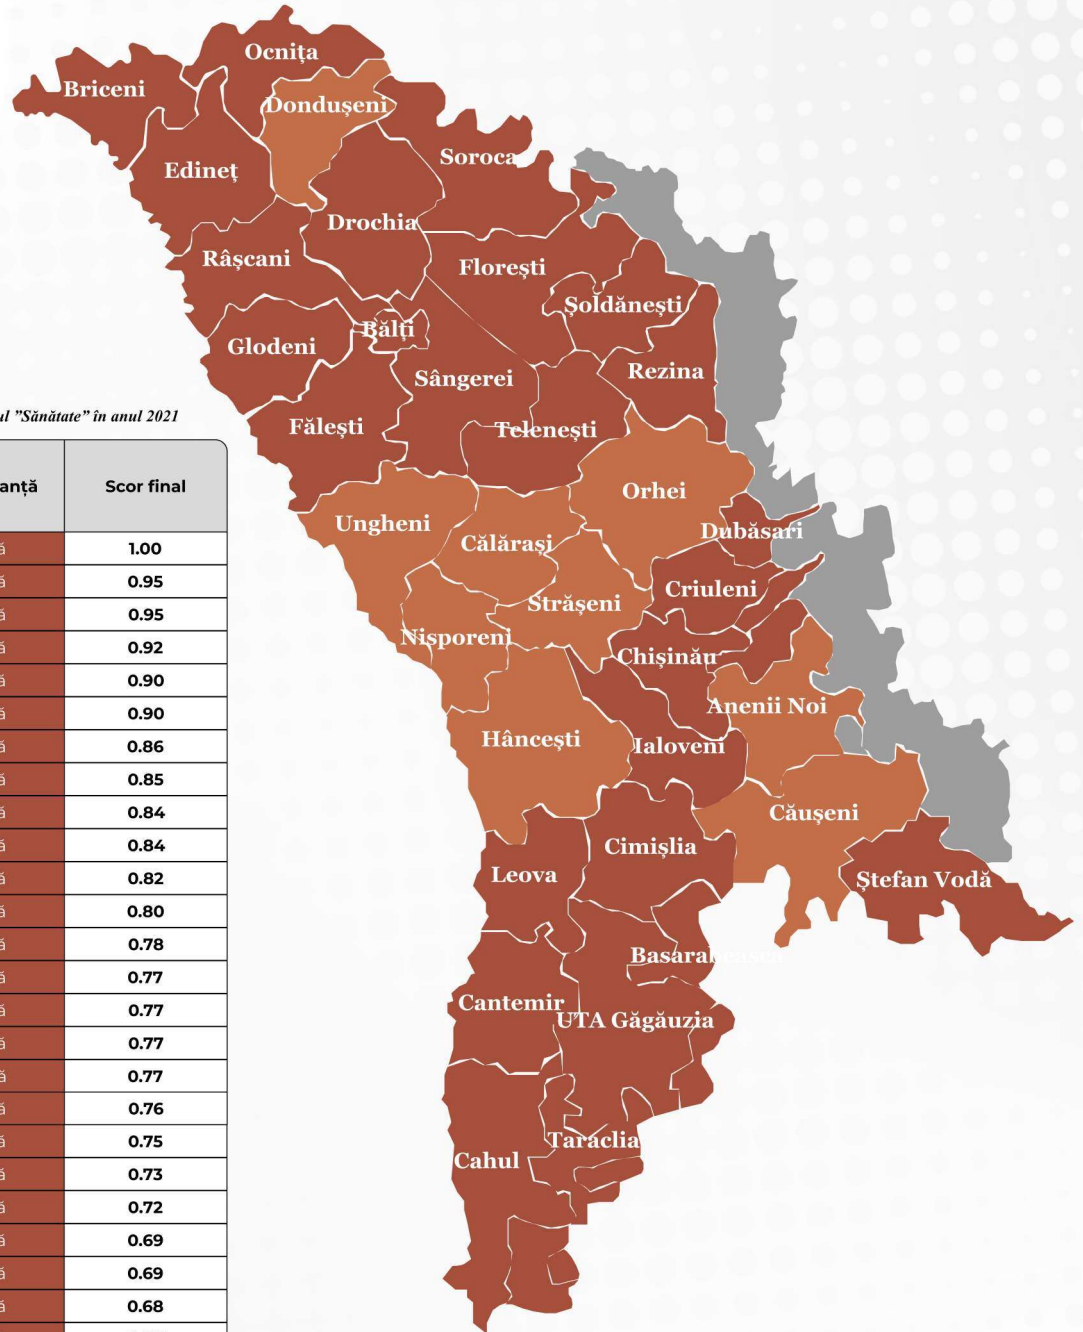 Ocnița
Briceni
Dondușeni
Soroca
Edineț
Drochia
Râșcani
Florești
Șoldănești
Bălți
Glodeni
Rezina
Sângerei
Fălești
Telenești
Orhei
Ungheni
Dubăsari
Călărași
Criuleni
Strășeni
Nisporeni
Chișinău
Anenii Noi
Hâncești
Ialoveni
Căușeni
Cimișlia
Leova
Ștefan Vodă
Basarabeasca
Cantemir
UTA Găgăuzia
Taraclia
Cahul
"Sănătate" în anul 2021
Scor final
1.00
0.95
0.95
0.92
0.90
0.90
0.86
0.85
0.84
0.84
0.82
0.80
0.78
0.77
0.77
0.77
0.77
0.76
0.75
0.73
0.72
0.69
0.69
0.68